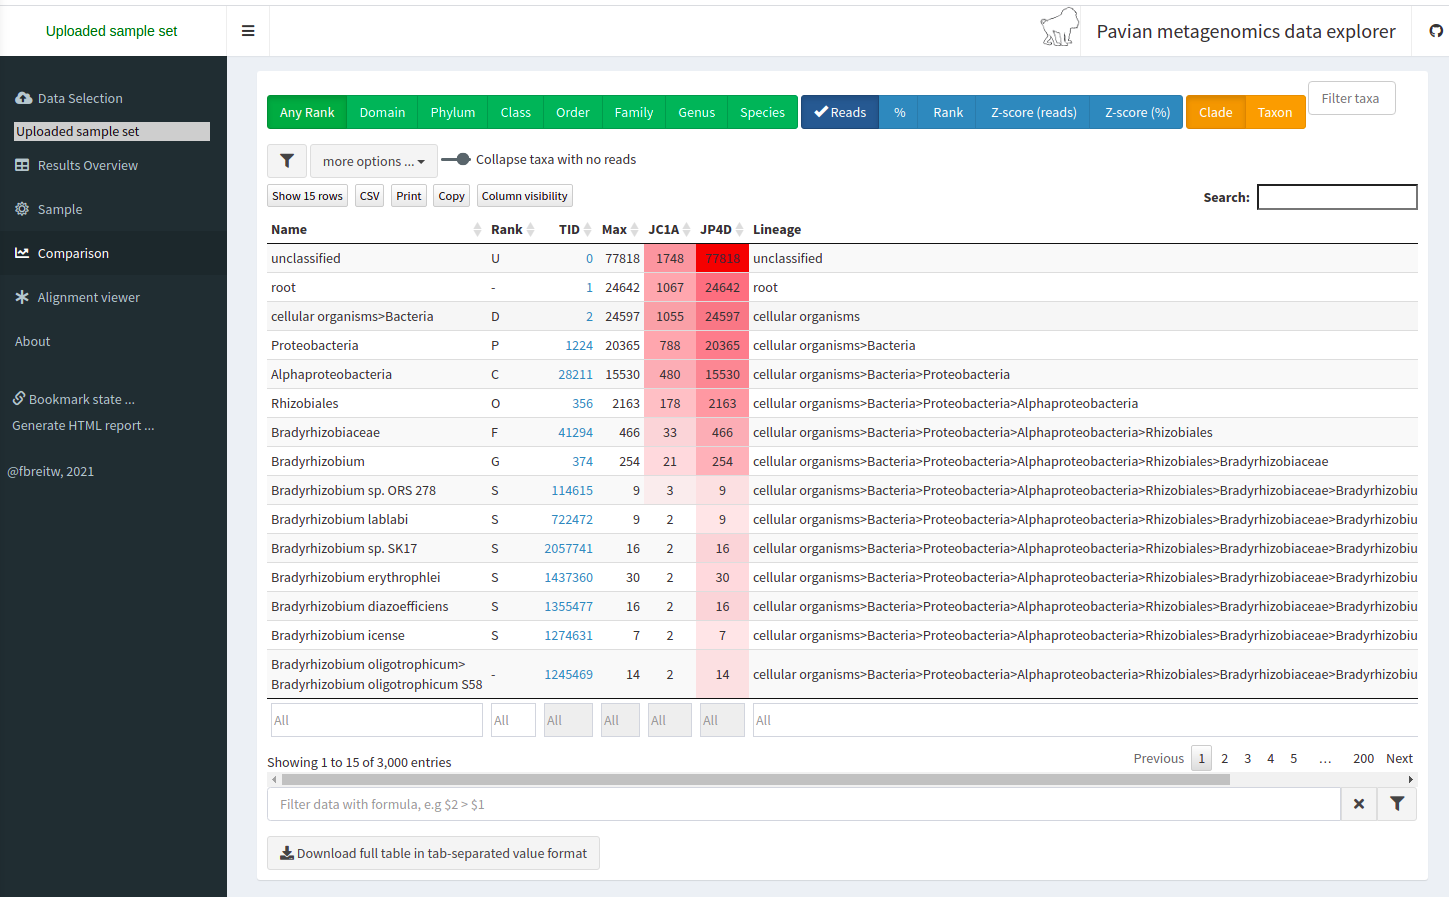 Uploaded sample set
Pavian metagenomics data explorer
Data Selection
Uploaded sample set
Results Overview
Sample
Comparison
Alignment viewer
About
Bookmark state ...
Generate HTML report ...
@fbreitw, 2021
Any Rank Domain Phylum Class Order Family Genus Species Reads % Rank Z-score (reads) Z-score (%) Clade Taxon Filter taxa
more options ... Collapse taxa with no reads
Show 15 rows CSV Print Copy Column visibility Search:
Name Rank TID Max JC1A JP4D Lineage
unclassified U 0 77818 1748 77818 unclassified
root - 1 24642 1067 24642 root
cellular organisms>Bacteria D 2 24597 1055 24597 cellular organisms
Proteobacteria P 1224 20365 788 20365 cellular organisms>Bacteria
Alphaproteobacteria C 28211 15530 480 15530 cellular organisms>Bacteria>Proteobacteria
Rhizobiales O 356 2163 178 2163 cellular organisms>Bacteria>Proteobacteria>Alphaproteobacteria
Bradyrhizobiaceae F 41294 466 33 466 cellular organisms>Bacteria>Proteobacteria>Alphaproteobacteria>Rhizobiales
Bradyrhizobium G 374 254 21 254 cellular organisms>Bacteria>Proteobacteria>Alphaproteobacteria>Rhizobiales>Bradyrhizobiaceae
Bradyrhizobium sp. ORS 278 S 114615 9 3 9 cellular organisms>Bacteria>Proteobacteria>Alphaproteobacteria>Rhizobiales>Bradyrhizobiaceae>Bradyrhizobiu
Bradyrhizobium lablabi S 722472 9 2 9 cellular organisms>Bacteria>Proteobacteria>Alphaproteobacteria>Rhizobiales>Bradyrhizobiaceae>Bradyrhizobiu
Bradyrhizobium sp. SK17 S 2057741 16 2 16 cellular organisms>Bacteria>Proteobacteria>Alphaproteobacteria>Rhizobiales>Bradyrhizobiaceae>Bradyrhizobiu
Bradyrhizobium erythrophlei S 1437360 30 2 30 cellular organisms>Bacteria>Proteobacteria>Alphaproteobacteria>Rhizobiales>Bradyrhizobiaceae>Bradyrhizobiu
Bradyrhizobium diazoefficiens S 1355477 16 2 16 cellular organisms>Bacteria>Proteobacteria>Alphaproteobacteria>Rhizobiales>Bradyrhizobiaceae>Bradyrhizobiu
Bradyrhizobium icense S 1274631 7 2 7 cellular organisms>Bacteria>Proteobacteria>Alphaproteobacteria>Rhizobiales>Bradyrhizobiaceae>Bradyrhizobiu
Bradyrhizobium oligotrophicum>
Bradyrhizobium oligotrophicum S58 - 1245469 14 2 14 cellular organisms>Bacteria>Proteobacteria>Alphaproteobacteria>Rhizobiales>Bradyrhizobiaceae>Bradyrhizobiu
All All All All All All All
Showing 1 to 15 of 3,000 entries Previous 1 2 3 4 5 … 200 Next
Filter data with formula, e.g $2 > $1
Download full table in tab-separated value format